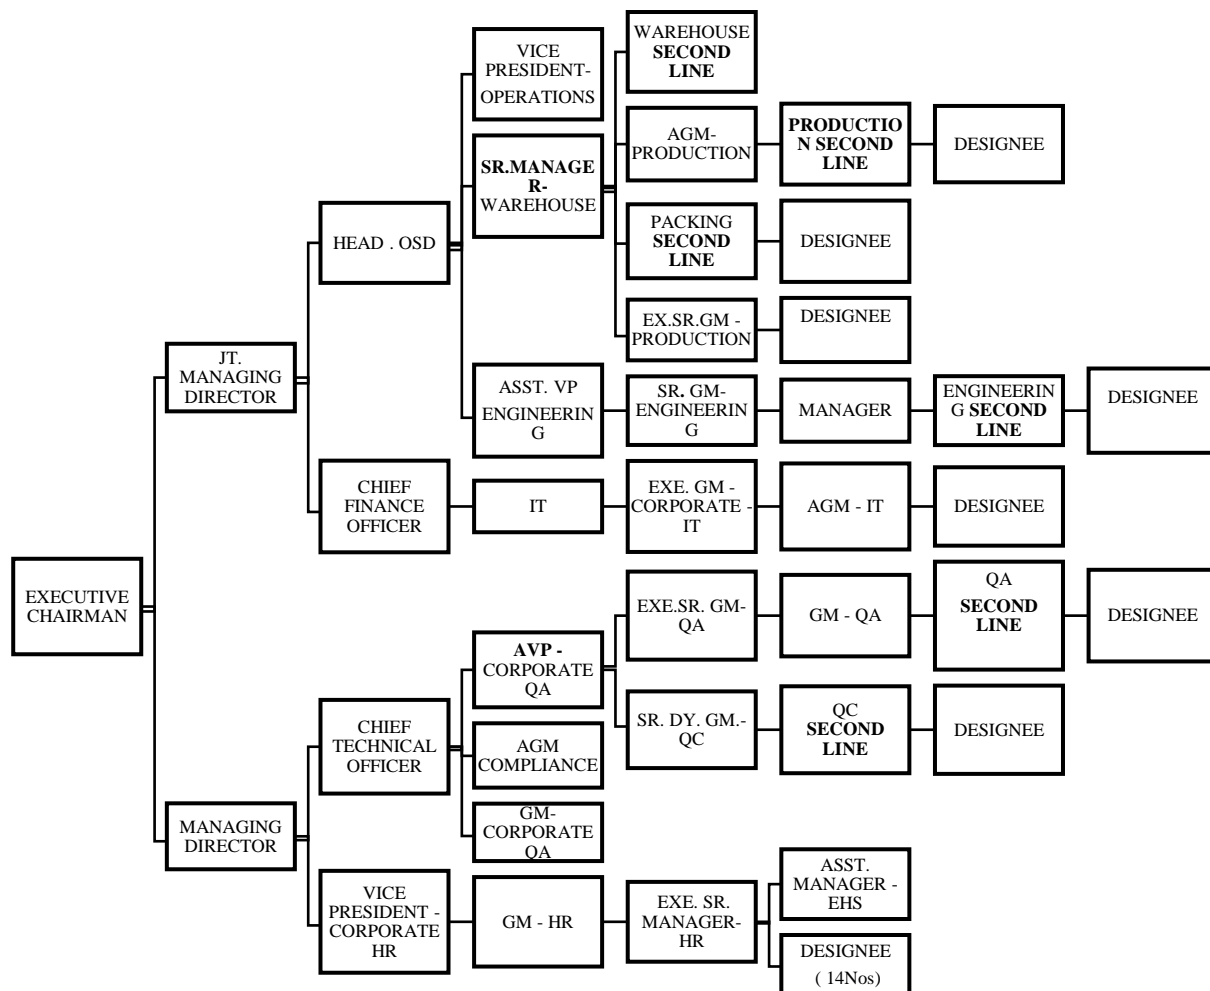 WAREHOUSE
SECOND
LINE
VICE
PRESIDENT-
OPERATIONS
AGM-
PRODUCTION
PRODUCTIO
N SECOND
LINE
DESIGNEE
SR.MANAGE
R-
WAREHOUSE
HEAD . OSD
PACKING
SECOND
LINE
DESIGNEE
EX.SR.GM -
PRODUCTION
DESIGNEE
JT.
MANAGING
DIRECTOR
ASST. VP
ENGINEERIN
G
SR. GM-
ENGINEERIN
G
MANAGER
ENGINEERIN
G SECOND
LINE
DESIGNEE
CHIEF
FINANCE
OFFICER
IT
EXE. GM -
CORPORATE -
IT
AGM - IT
DESIGNEE
EXECUTIVE
CHAIRMAN
EXE.SR. GM-
QA
GM - QA
QA
SECOND
LINE
DESIGNEE
AVP -
CORPORATE
QA
SR. DY. GM.-
QC
QC
SECOND
LINE
DESIGNEE
CHIEF
TECHNICAL
OFFICER
AGM
COMPLIANCE
MANAGING
DIRECTOR
GM-
CORPORATE
QA
VICE
PRESIDENT -
CORPORATE
HR
GM - HR
EXE. SR.
MANAGER-
HR
ASST.
MANAGER -
EHS
DESIGNEE
( 14Nos)